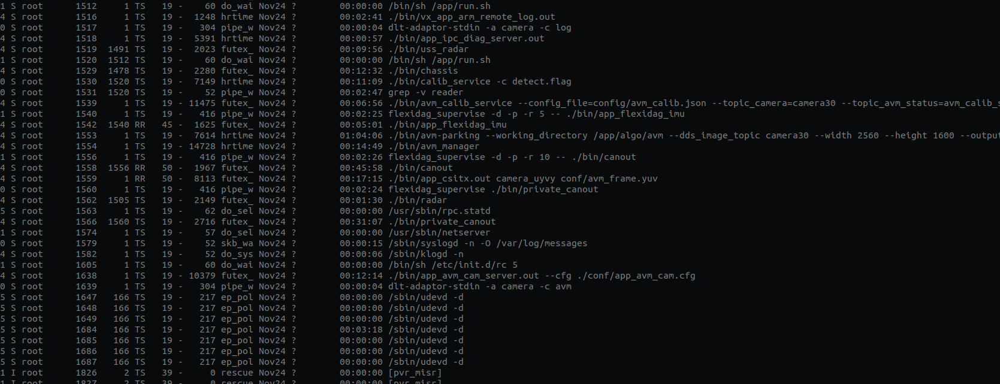 1 S root      1512     1 TS   19 -    60 do_wai Nov24 ?        00:00:00 /bin/sh /app/run.sh
4 S root      1516     1 TS   19 -  1248 hrtime Nov24 ?        00:02:41 ./bin/vx_app_arm_remote_log.out
0 S root      1517     1 TS   19 -   304 pipe_w Nov24 ?        00:00:04 dlt-adaptor-stdin -a camera -c log
4 S root      1518     1 TS   19 -  5391 hrtime Nov24 ?        00:00:57 ./bin/app_ipc_diag_server.out
4 S root      1519  1491 TS   19 -  2023 futex_ Nov24 ?        00:09:56 ./bin/uss_radar
1 S root      1520  1512 TS   19 -    60 do_wai Nov24 ?        00:00:00 /bin/sh /app/run.sh
4 S root      1529  1478 TS   19 -  2280 futex_ Nov24 ?        00:12:32 ./bin/chassis
0 S root      1530  1520 TS   19 -  7149 hrtime Nov24 ?        00:11:09 ./bin/calib_service -c detect.flag
0 S root      1531  1520 TS   19 -    52 pipe_w Nov24 ?        00:02:47 grep -v reader
4 S root      1539     1 TS   19 - 11475 futex_ Nov24 ?        00:06:56 ./bin/avm_calib_service --config_file=config/avm_calib.json --topic_camera=camera30 --topic_avm_status=avm_calib_s
1 S root      1540     1 TS   19 -   416 pipe_w Nov24 ?        00:02:25 flexidag_supervise -d -p -r 5 -- ./bin/app_flexidag_imu
4 S root      1542  1540 RR   45 -  1625 futex_ Nov24 ?        00:05:01 ./bin/app_flexidag_imu
4 S root      1553     1 TS   19 -  7614 hrtime Nov24 ?        01:04:06 ./bin/avm-parking --working_directory /app/algo/avm --dds_image_topic camera30 --width 2560 --height 1600 --output
4 S root      1554     1 TS   19 - 14728 hrtime Nov24 ?        00:14:49 ./bin/avm_manager
1 S root      1556     1 TS   19 -   416 pipe_w Nov24 ?        00:02:26 flexidag_supervise -d -p -r 10 -- ./bin/canout
4 S root      1558  1556 RR   50 -  1967 futex_ Nov24 ?        00:45:58 ./bin/canout
4 S root      1559     1 RR   50 -  8113 futex_ Nov24 ?        00:17:15 ./bin/app_csitx.out camera_uyvy conf/avm_frame.yuv
0 S root      1560     1 TS   19 -   416 pipe_w Nov24 ?        00:02:24 flexidag_supervise ./bin/private_canout
4 S root      1562  1505 TS   19 -  2149 futex_ Nov24 ?        00:01:30 ./bin/radar
5 S root      1563     1 TS   19 -    62 do_sel Nov24 ?        00:00:00 /usr/sbin/rpc.statd
4 S root      1566  1560 TS   19 -  2716 futex_ Nov24 ?        00:31:07 ./bin/private_canout
1 S root      1574     1 TS   19 -    57 do_sel Nov24 ?        00:00:00 /usr/sbin/netserver
0 S root      1579     1 TS   19 -    52 skb_wa Nov24 ?        00:00:15 /sbin/syslogd -n -O /var/log/messages
4 S root      1582     1 TS   19 -    52 do_sys Nov24 ?        00:00:06 /sbin/klogd -n
1 S root      1605     1 TS   19 -    60 do_wai Nov24 ?        00:00:00 /bin/sh /etc/init.d/rc 5
4 S root      1638     1 TS   19 - 10379 futex_ Nov24 ?        00:12:14 ./bin/app_avm_cam_server.out --cfg ./conf/app_avm_cam.cfg
0 S root      1639     1 TS   19 -   304 pipe_w Nov24 ?        00:00:04 dlt-adaptor-stdin -a camera -c avm
5 S root      1647   166 TS   19 -   217 ep_pol Nov24 ?        00:00:00 /sbin/udevd -d
5 S root      1648   166 TS   19 -   217 ep_pol Nov24 ?        00:00:00 /sbin/udevd -d
5 S root      1649   166 TS   19 -   217 ep_pol Nov24 ?        00:00:00 /sbin/udevd -d
5 S root      1684   166 TS   19 -   217 ep_pol Nov24 ?        00:03:18 /sbin/udevd -d
5 S root      1685   166 TS   19 -   217 ep_pol Nov24 ?        00:00:00 /sbin/udevd -d
5 S root      1686   166 TS   19 -   217 ep_pol Nov24 ?        00:00:00 /sbin/udevd -d
5 S root      1687   166 TS   19 -   217 ep_pol Nov24 ?        00:00:00 /sbin/udevd -d
1 I root      1826     2 TS   39 -     0 rescue Nov24 ?        00:00:00 [pvr_misr]
1 I root      1827     2 TS   39 -     0 rescue Nov24 ?        00:00:00 [pvr_misr]